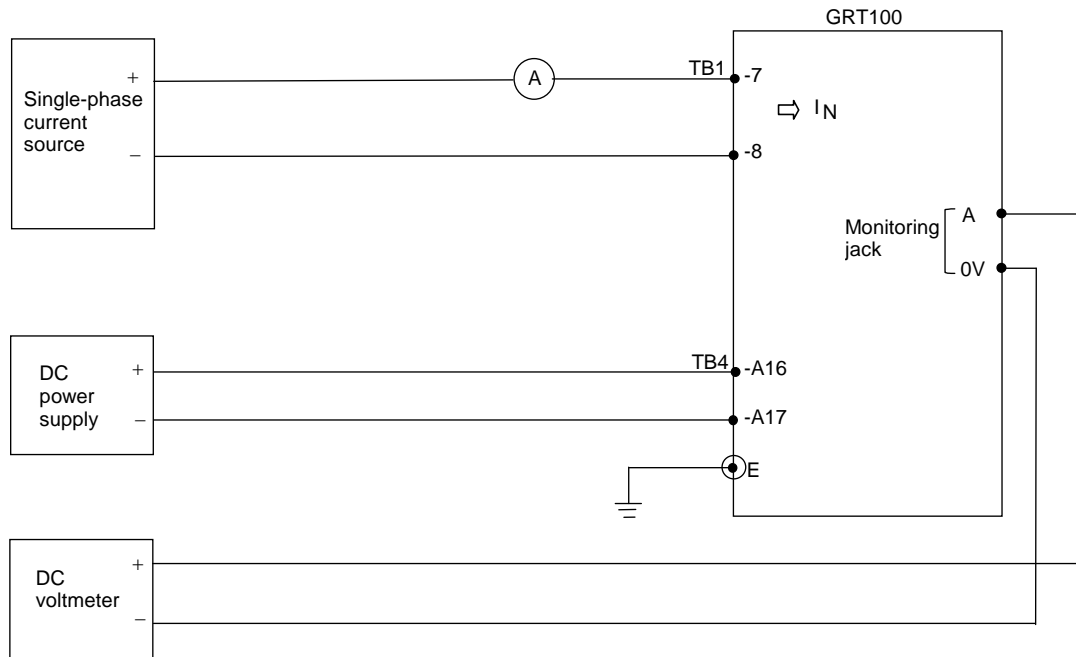 GRT100
Single-phase
current
source
+
−
A
TB1
-7
-8
IN
Monitoring
jack
A
0V
DC
power
supply
+
−
TB4
-A16
-A17
E
DC
voltmeter
+
−